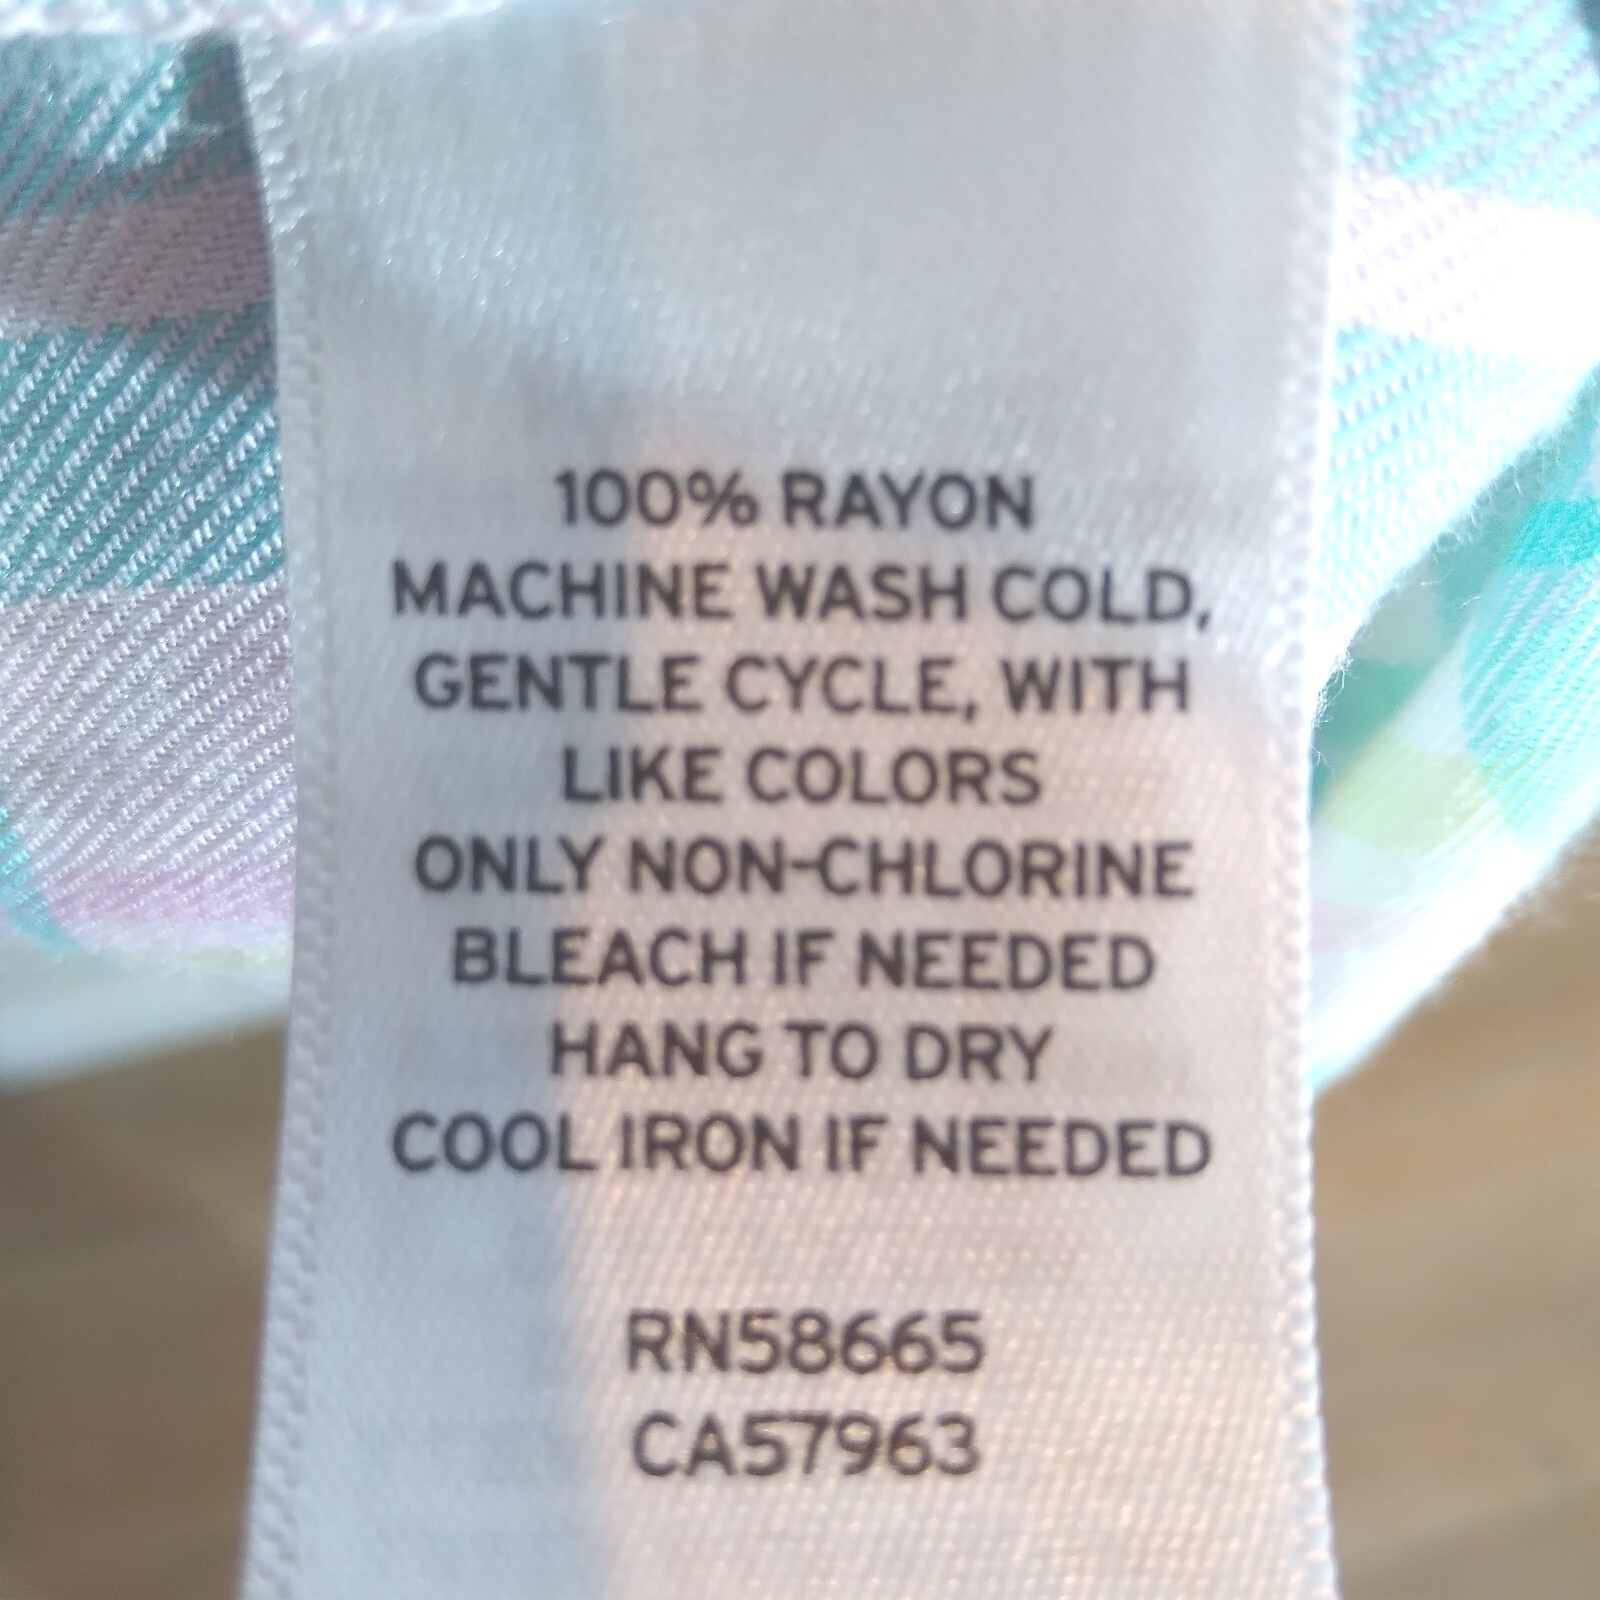 100% RAYON
MACHINE WASH COLD,
GENTLE CYCLE, WITH
LIKE COLORS
ONLY NON-CHLORINE
BLEACH IF NEEDED
HANG TO DRY
COOL IRON IF NEEDED
RN58665
CA57963